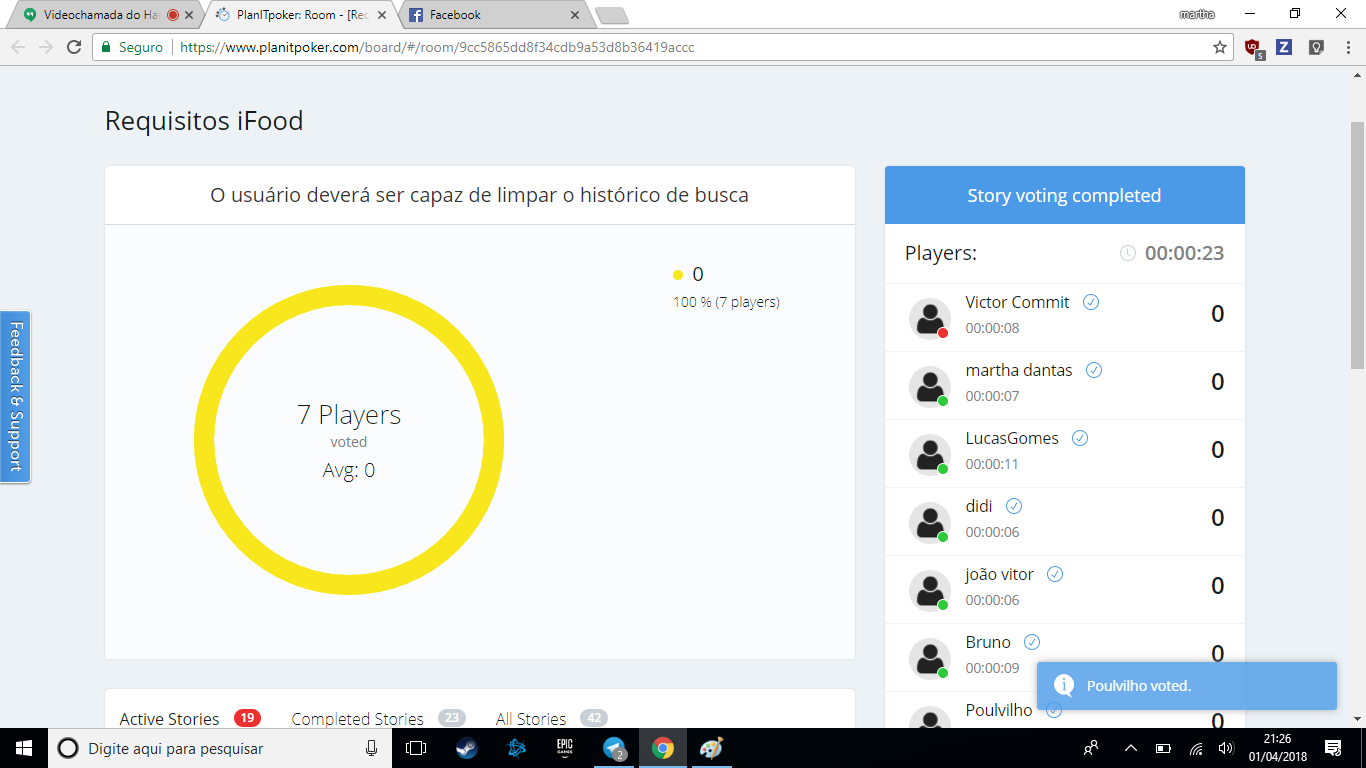 Videochamada do Ha
PlanITpoker: Room - [Rec
Facebook
martha
Seguro
https://www.planitpoker.com/board/#/room/9cc5865dd8f34cdb9a53d8b36419accc
5
Requisitos iFood
O usuário deverá ser capaz de limpar o histórico de busca
Story voting completed
0
100 % (7 players)
7 Players
voted
Avg: 0
Players:
00:00:23
Victor Commit
0
00:00:08
martha dantas
0
00:00:07
LucasGomes
0
00:00:11
didi
0
00:00:06
joão vitor
0
00:00:06
Bruno
0
00:00:09
Poulvilho
0
Poulvilho voted.
Feedback & Support
Active Stories 19
Completed Stories 23
All Stories 42
Digite aqui para pesquisar
EPIC
GAMES
2
21:26
01/04/2018